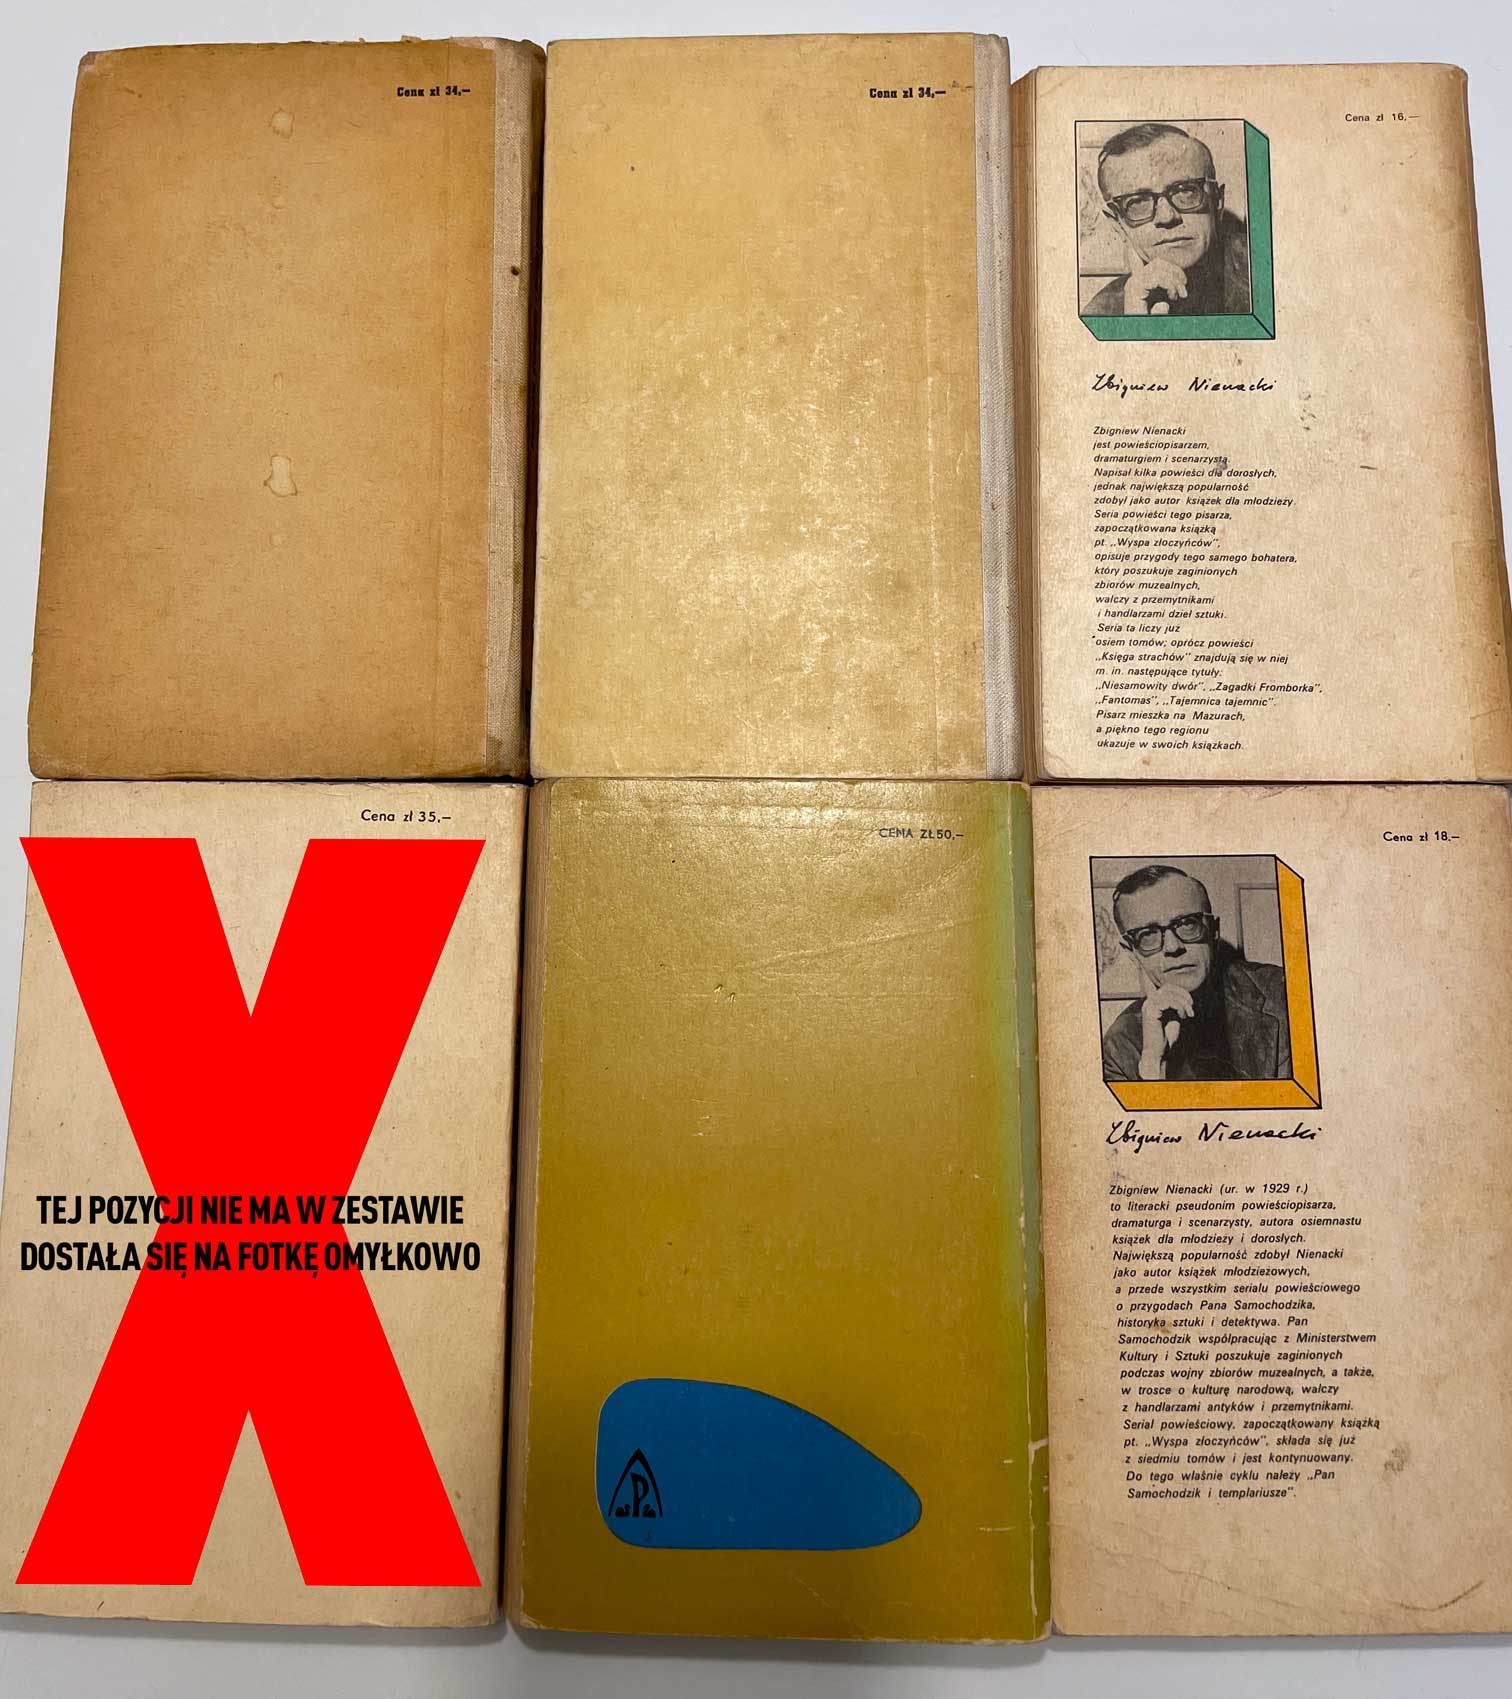 Cena zł 34,—
Cena zł 34,—
Cena zł 16,—
Zbigniew Nienacki
Zbigniew Nienacki
jest powieściopisarzem,
dramaturgiem i scenarzystą.
Napisał kilka powieści dla dorosłych,
jednak największą popularność
zdobył jako autor książek dla młodzieży.
Seria powieści tego pisarza,
zapoczątkowana książką
pt. „Wyspa złoczyńców”,
opisuje przygody tego samego bohatera,
który poszukuje zaginionych
zbiorów muzealnych,
walczy z przemytnikami
i handlarzami dzieł sztuki.
Seria ta liczy już
osiem tomów; oprócz powieści
„Księga strachów” znajdują się w niej
m. in. następujące tytuły:
„Niesamowity dwór”, „Zagadki Fromborka”,
„Fantomas”, „Tajemnica tajemnic”.
Pisarz mieszka na Mazurach,
a piękno tego regionu
ukazuje w swoich książkach.
Cena zł 35,—
TEJ POZYCJI NIE MA W ZESTAWIE
DOSTAŁA SIĘ NA FOTKĘ OMYŁKOWO
CENA ZŁ 50,—
P
Cena zł 18,—
Zbigniew Nienacki
Zbigniew Nienacki (ur. w 1929 r.)
to literacki pseudonim powieściopisarza,
dramaturga i scenarzysty, autora osiemnastu
książek dla młodzieży i dorosłych.
Największą popularność zdobył Nienacki
jako autor książek młodzieżowych,
a przede wszystkim serialu powieściowego
o przygodach Pana Samochodzika,
historyka sztuki i detektywa. Pan
Samochodzik współpracując z Ministerstwem
Kultury i Sztuki poszukuje zaginionych
podczas wojny zbiorów muzealnych, a także,
w trosce o kulturę narodową, walczy
z handlarzami antyków i przemytnikami.
Serial powieściowy, zapoczątkowany książką
pt. „Wyspa złoczyńców”, składa się już
z siedmiu tomów i jest kontynuowany.
Do tego właśnie cyklu należy „Pan
Samochodzik i templariusze”.